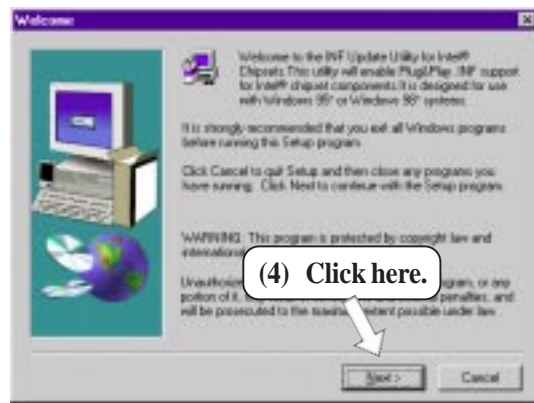 Welcome
Welcome to the INF Update Utility for Intel®
Chipsets. This utility will enable Plug&Play .INF support
for Intel® chipset components. It is designed for use
with Windows 95* or Windows 98* systems.
It is strongly recommended that you exit all Windows programs
before running this Setup program.
Click Cancel to quit Setup and then close any programs you
have running. Click Next to continue with the Setup program.
WARNING: This program is protected by copyright law and
international
(4) Click here.
Unauthorize gram, or any
portion of it, penalties, and
will be prosecuted to the maximum extent possible under law.
Next >
Cancel